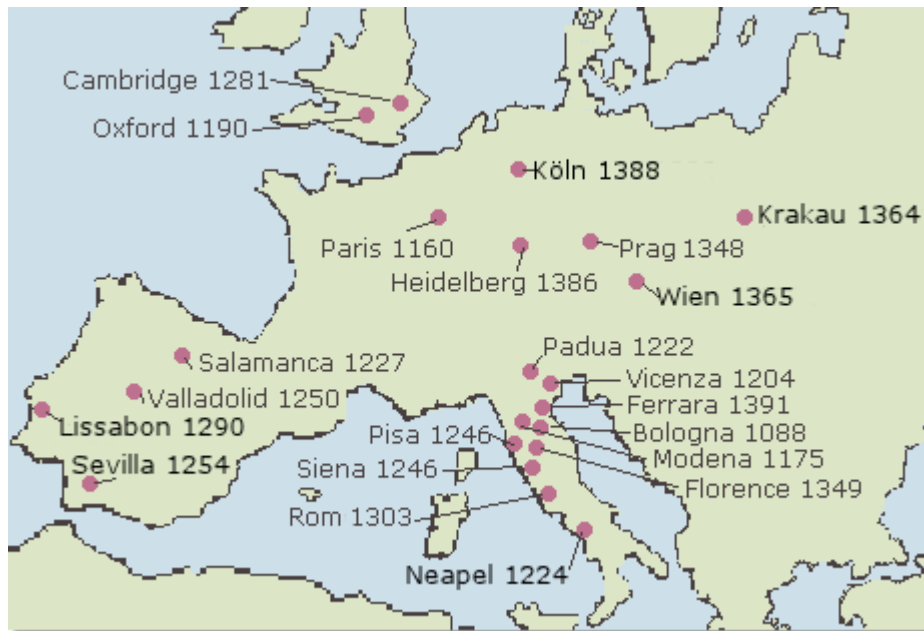 Cambridge 1281
Oxford 1190
Köln 1388
Krakau 1364
Paris 1160
Prag 1348
Heidelberg 1386
Wien 1365
Padua 1222
Salamanca 1227
Vicenza 1204
Valladolid 1250
Ferrara 1391
Lissabon 1290
Pisa 1246
Bologna 1088
Modena 1175
Sevilla 1254
Siena 1246
Florence 1349
Rom 1303
Neapel 1224